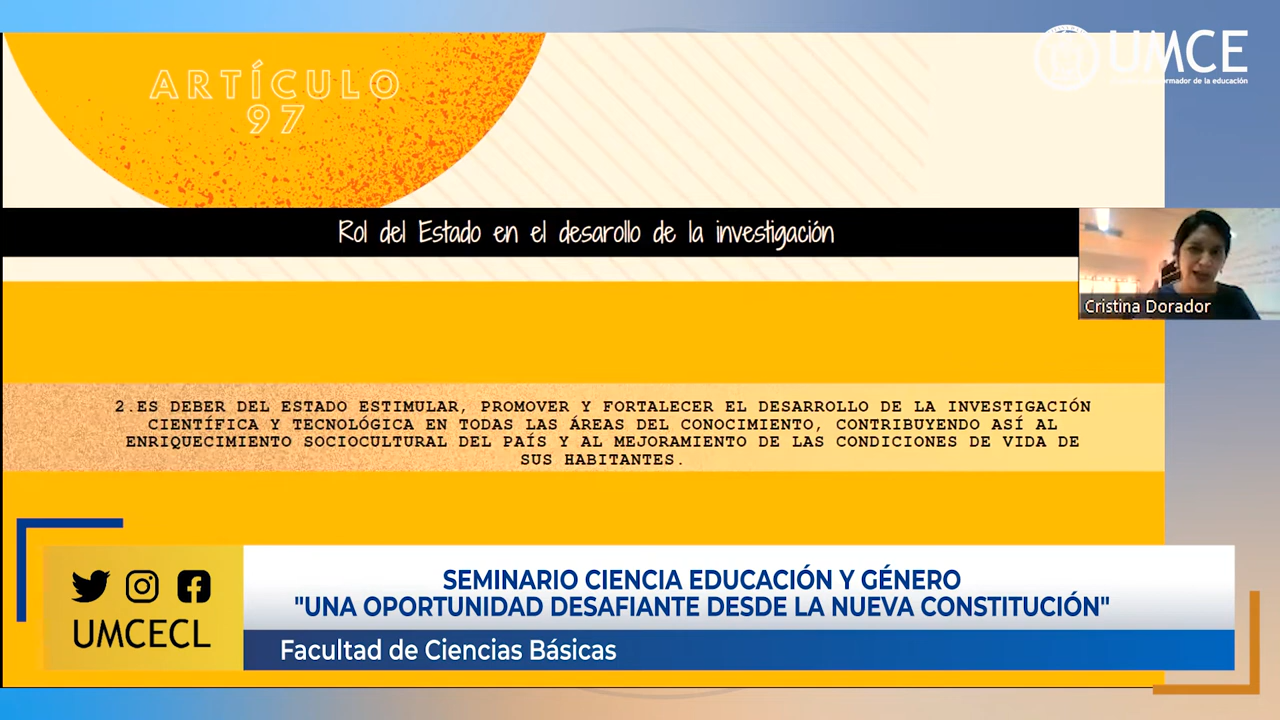 ARTÍCULO
97
UMCE
ormador de la educación
Rol del Estado en el desarollo de la investigación
Cristina Dorador
2.ES DEBER DEL ESTADO ESTIMULAR, PROMOVER Y FORTALECER EL DESARROLLO DE LA INVESTIGACIÓN
CIENTÍFICA Y TECNOLÓGICA EN TODAS LAS ÁREAS DEL CONOCIMIENTO, CONTRIBUYENDO ASÍ AL
ENRIQUECIMIENTO SOCIOCULTURAL DEL PAÍS Y AL MEJORAMIENTO DE LAS CONDICIONES DE VIDA DE
SUS HABITANTES.
SEMINARIO CIENCIA EDUCACIÓN Y GÉNERO
"UNA OPORTUNIDAD DESAFIANTE DESDE LA NUEVA CONSTITUCIÓN"
UMCECL
Facultad de Ciencias Básicas